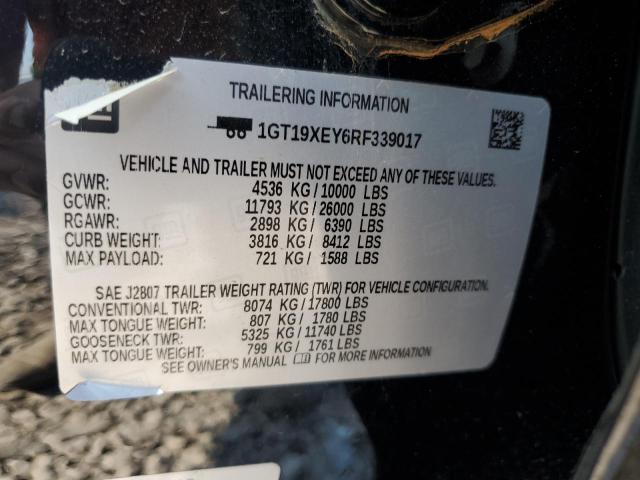 TRAILERING INFORMATION
1GT19XEY6RF339017
VEHICLE AND TRAILER MUST NOT EXCEED ANY OF THESE VALUES.
GVWR: 4536 KG/10000 LBS
GCWR: 11793 KG/26000 LBS
RGAWR: 2898 KG/ 6390 LBS
CURB WEIGHT: 3816 KG/ 8412 LBS
MAX PAYLOAD: 721 KG/ 1588 LBS
SAE J2807 TRAILER WEIGHT RATING (TWR) FOR VEHICLE CONFIGURATION.
CONVENTIONAL TWR: 8074 KG/17800 LBS
MAX TONGUE WEIGHT: 807 KG/ 1780 LBS
GOOSENECK TWR: 5325 KG/11740 LBS
MAX TONGUE WEIGHT: 799 KG/ 1761 LBS
SEE OWNER'S MANUAL FOR MORE INFORMATION